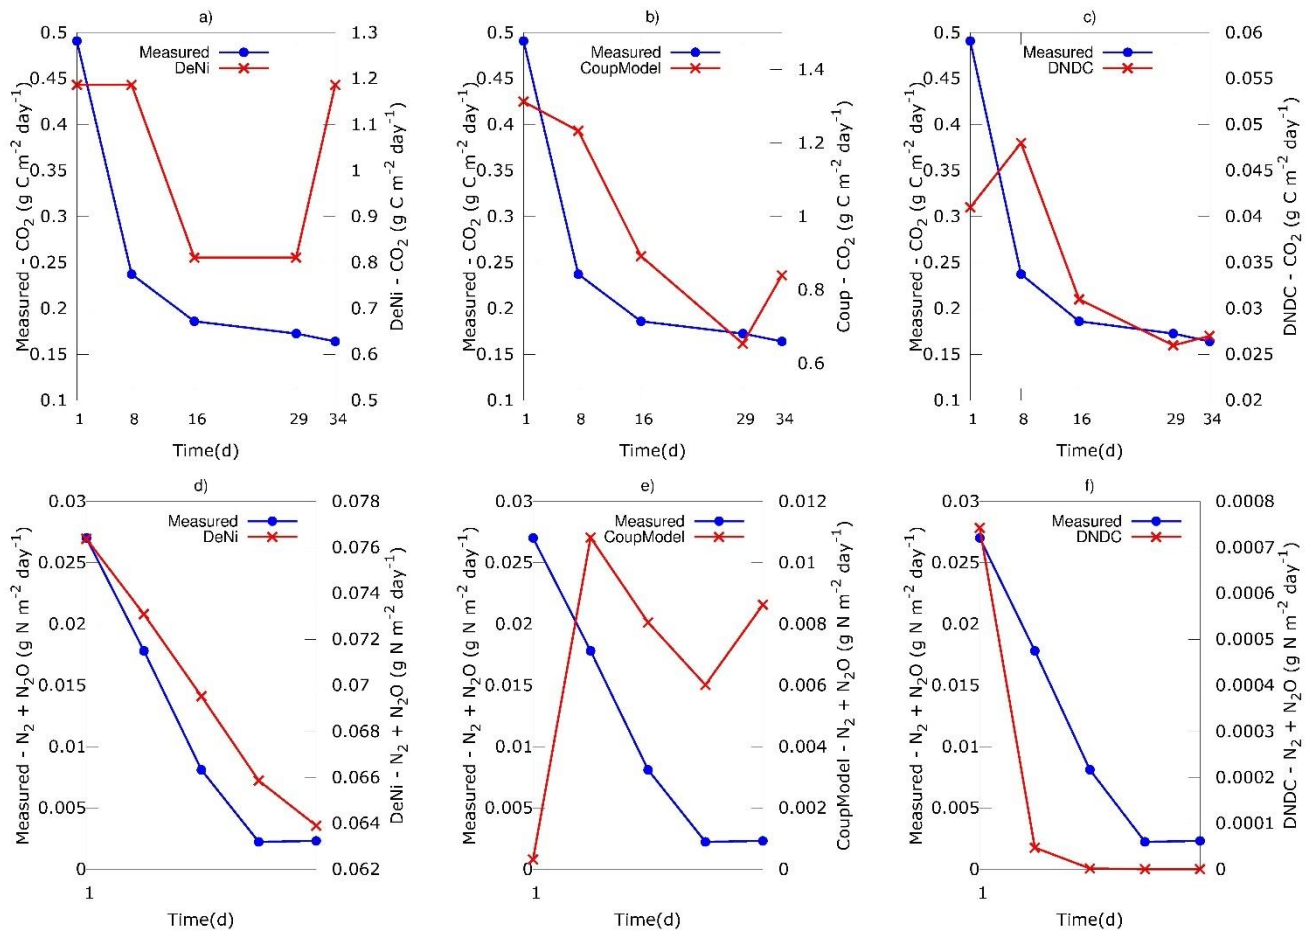 a)
Measured
DeNi
0.5
0.45
0.4
0.35
0.3
0.25
0.2
0.15
0.1
1.3
1.2
1.1
1
0.9
0.8
0.7
0.6
0.5
1 8 16 29 34
Time(d)
Measured - CO₂ (g C m⁻² day⁻¹)
DeNi - CO₂ (g C m⁻² day⁻¹)
b)
Measured
CoupModel
0.5
0.45
0.4
0.35
0.3
0.25
0.2
0.15
0.1
1.4
1.2
1
0.8
0.6
1 8 16 29 34
Time(d)
Measured - CO₂ (g C m⁻² day⁻¹)
Coup - CO₂ (g C m⁻² day⁻¹)
c)
Measured
DNDC
0.5
0.45
0.4
0.35
0.3
0.25
0.2
0.15
0.1
0.06
0.055
0.05
0.045
0.04
0.035
0.03
0.025
0.02
1 8 16 29 34
Time(d)
Measured - CO₂ (g C m⁻² day⁻¹)
DNDC - CO₂ (g C m⁻² day⁻¹)
d)
Measured
DeNi
0.03
0.025
0.02
0.015
0.01
0.005
0
0.078
0.076
0.074
0.072
0.07
0.068
0.066
0.064
0.062
1
Time(d)
Measured - N₂ + N₂O (g N m⁻² day⁻¹)
DeNi - N₂ + N₂O (g N m⁻² day⁻¹)
e)
Measured
CoupModel
0.03
0.025
0.02
0.015
0.01
0.005
0
0.012
0.01
0.008
0.006
0.004
0.002
0
1
Time(d)
Measured - N₂ + N₂O (g N m⁻² day⁻¹)
CoupModel - N₂ + N₂O (g N m⁻² day⁻¹)
f)
Measured
DNDC
0.03
0.025
0.02
0.015
0.01
0.005
0
0.0008
0.0007
0.0006
0.0005
0.0004
0.0003
0.0002
0.0001
0
1
Time(d)
Measured - N₂ + N₂O (g N m⁻² day⁻¹)
DNDC - N₂ + N₂O (g N m⁻² day⁻¹)